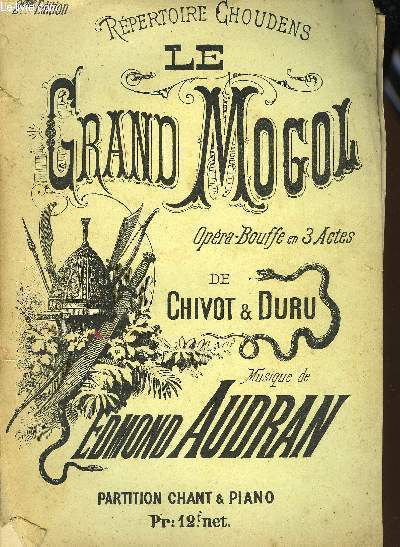 RÉPERTOIRE CHOUDENS
LE
GRAND MOGOL
Opéra-Bouffe en 3 Actes
DE
CHIVOT & DURU
Musique de
EDMOND AUDRAN
PARTITION CHANT & PIANO
Pr: 12f net.